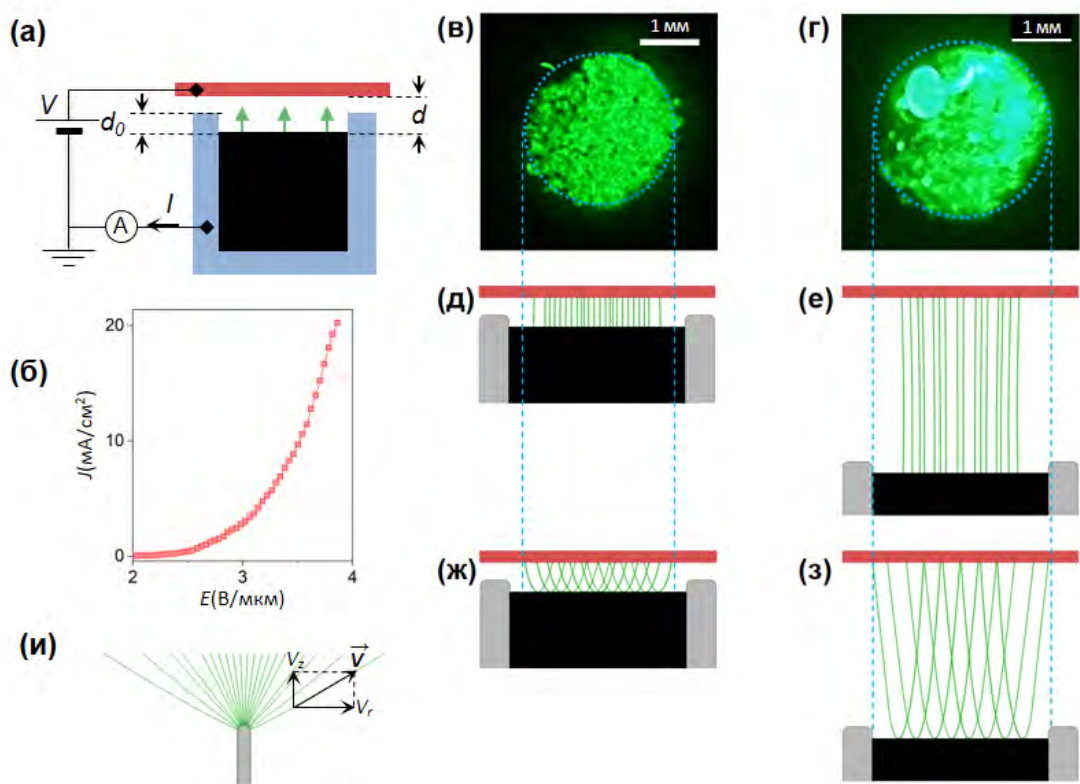 (а)
V
d₀
d
I
A
(б)
J(мА/см²)
20
10
0
2
3
4
E(В/мкм)
(и)
Vz
v⃗
Vr
(в)
1 мм
(г)
1 мм
(д)
(е)
(ж)
(з)